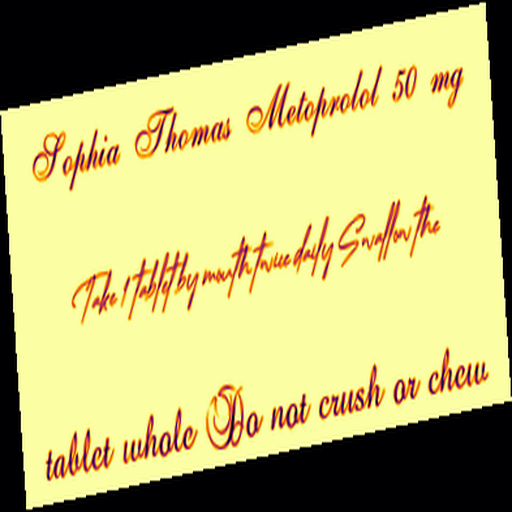 Sophia Thomas Metoprolol 50 mg
Take 1 tablet by mouth twice daily Swallow the
tablet whole Do not crush or chew